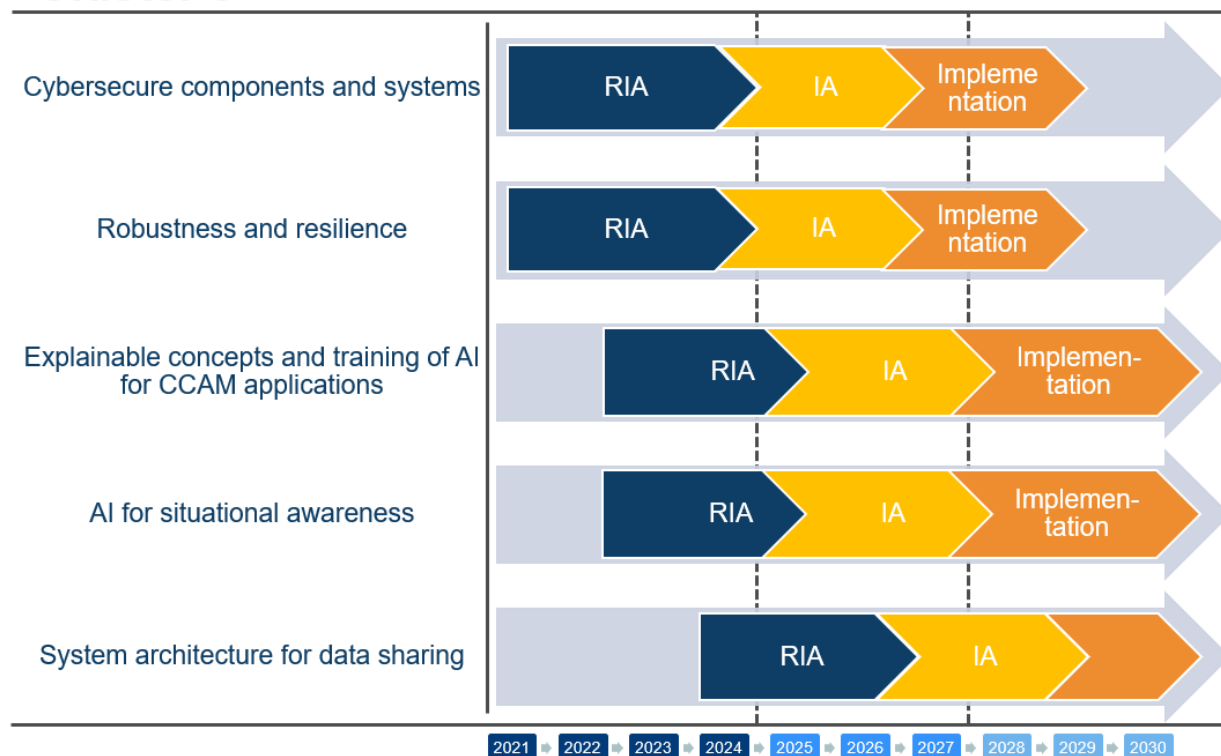 Cybersecure components and systems
RIA
IA
Impleme
ntation
Robustness and resilience
RIA
IA
Impleme
ntation
Explainable concepts and training of AI
for CCAM applications
RIA
IA
Implemen-
tation
AI for situational awareness
RIA
IA
Implemen-
tation
System architecture for data sharing
RIA
IA
2021 2022 2023 2024 2025 2026 2027 2028 2029 2030